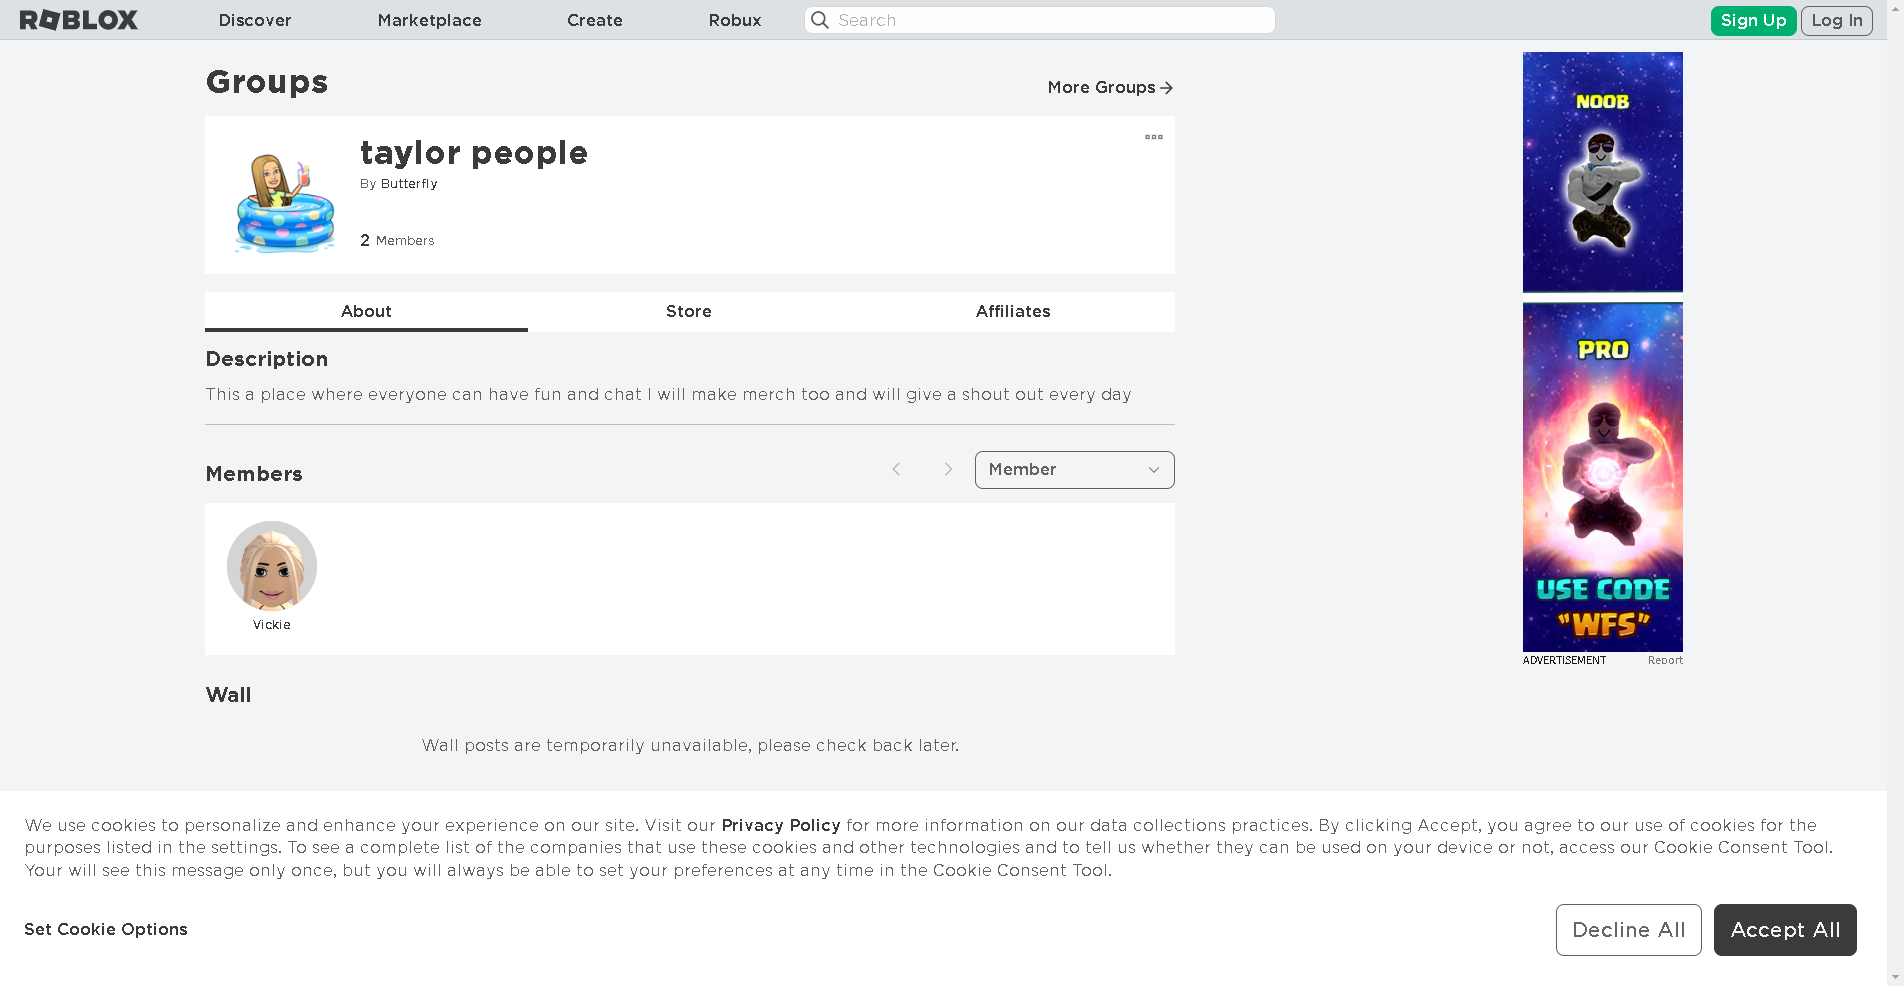 ROBLOX Discover Marketplace Create Robux Search Sign Up Log In
Groups
More Groups
taylor people
By Butterfly
2 Members
About Store Affiliates
Description
This a place where everyone can have fun and chat I will make merch too and will give a shout out every day
Members
Member
Vickie
Wall
Wall posts are temporarily unavailable, please check back later.
NOOB
PRO
USE CODE
"WFS"
ADVERTISEMENT Report
We use cookies to personalize and enhance your experience on our site. Visit our Privacy Policy for more information on our data collections practices. By clicking Accept, you agree to our use of cookies for the
purposes listed in the settings. To see a complete list of the companies that use these cookies and other technologies and to tell us whether they can be used on your device or not, access our Cookie Consent Tool.
Your will see this message only once, but you will always be able to set your preferences at any time in the Cookie Consent Tool.
Set Cookie Options
Decline All
Accept All